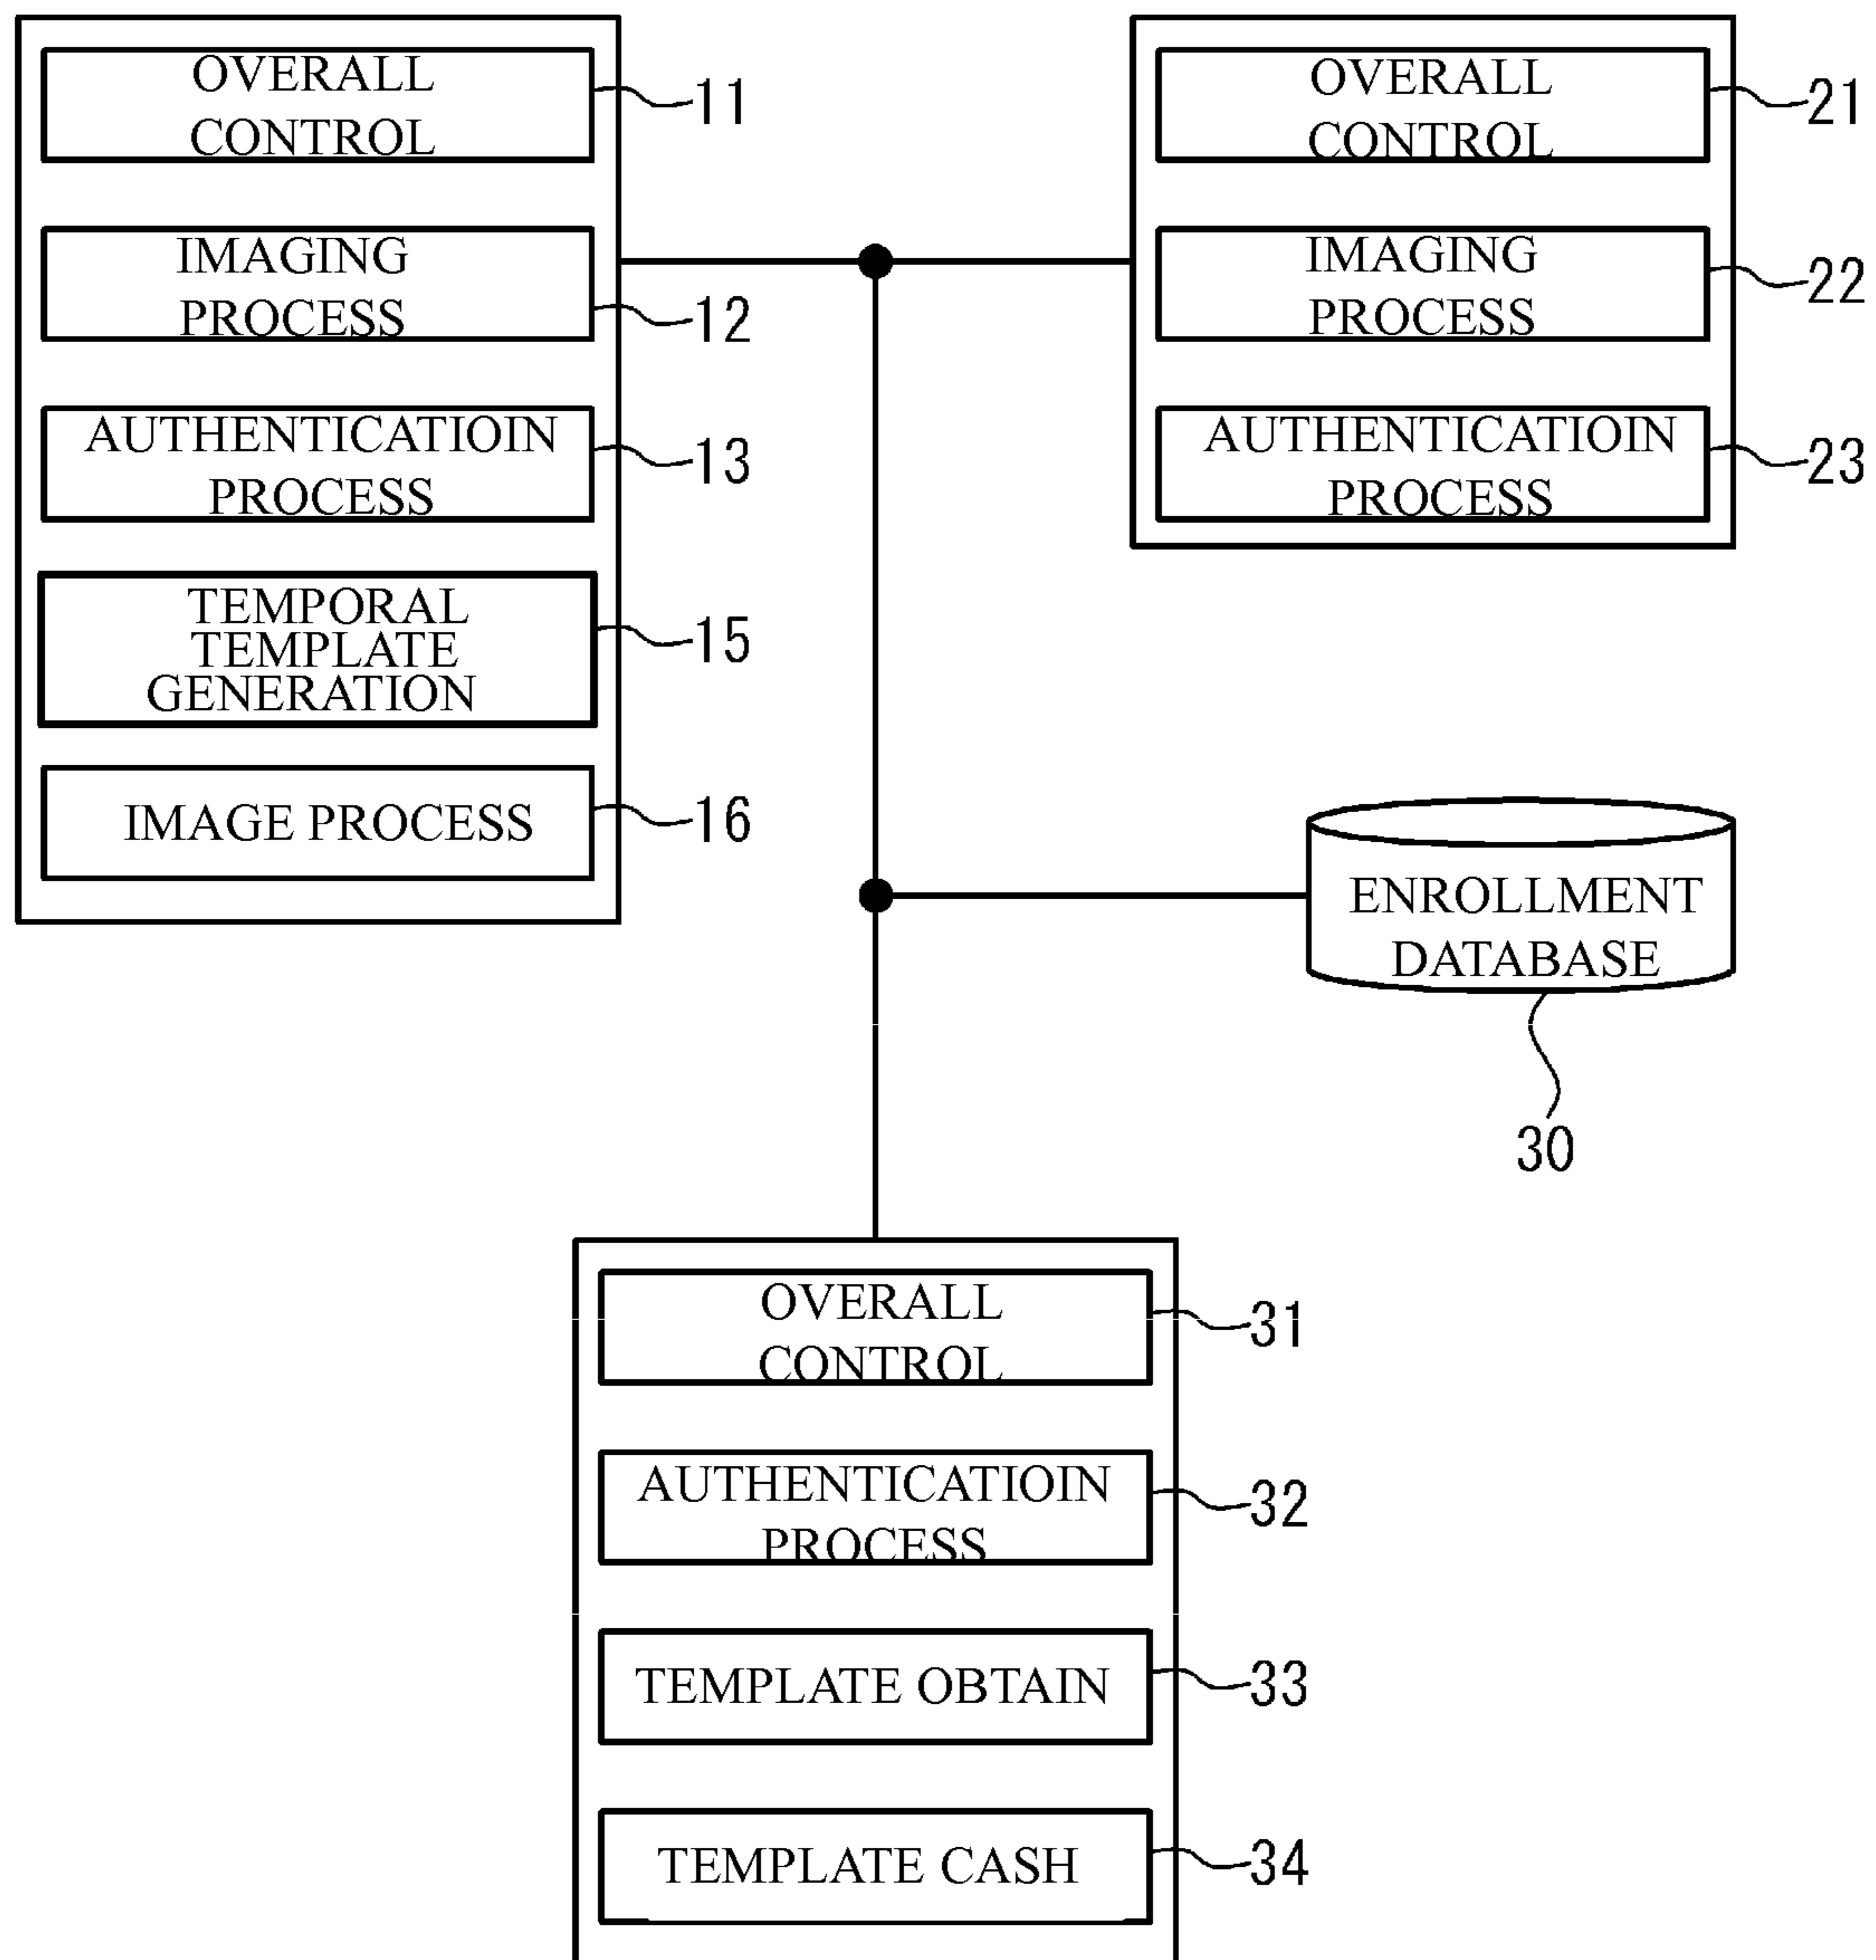 OVERALL
CONTROL
11
IMAGING
PROCESS
12
AUTHENTICATIOIN
PROCESS
13
TEMPORAL
TEMPLATE
GENERATION
15
IMAGE PROCESS
16
OVERALL
CONTROL
21
IMAGING
PROCESS
22
AUTHENTICATIOIN
PROCESS
23
ENROLLMENT
DATABASE
30
OVERALL
CONTROL
31
AUTHENTICATIOIN
PROCESS
32
TEMPLATE OBTAIN
33
TEMPLATE CASH
34